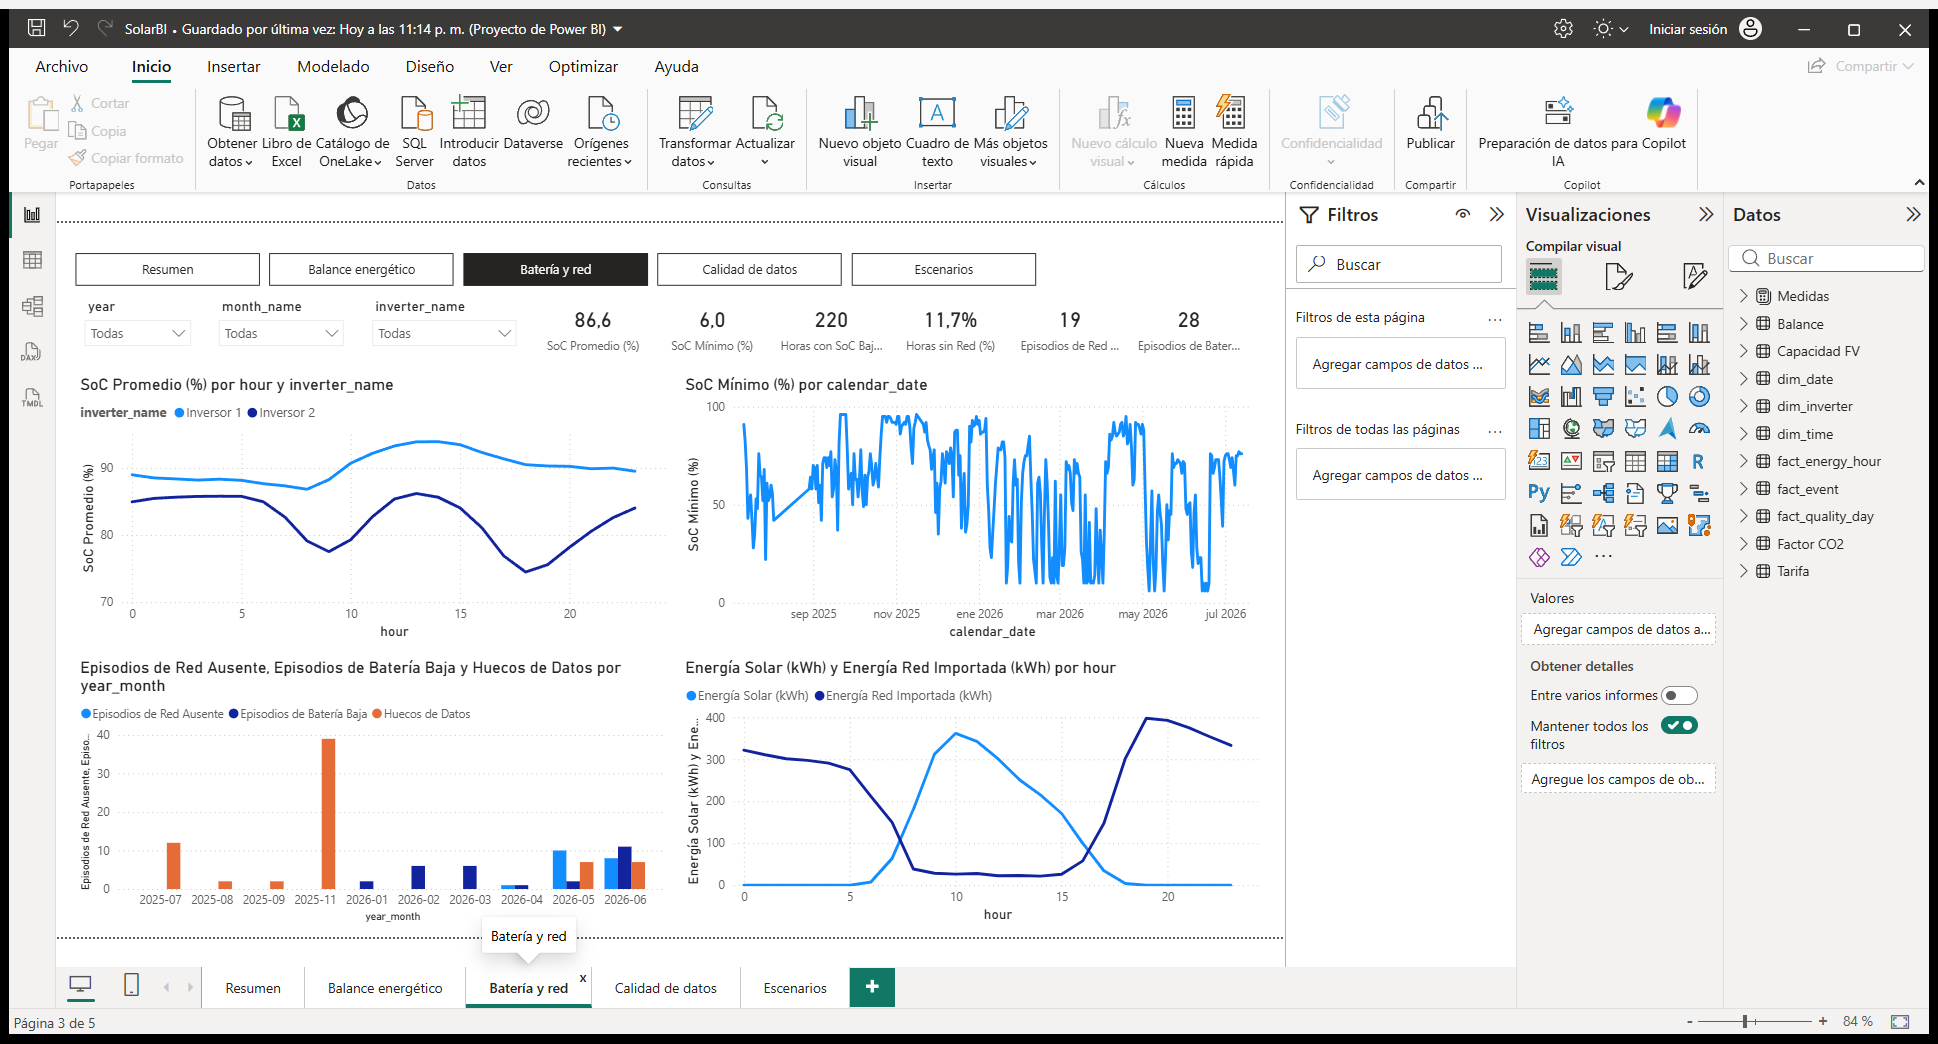 SolarBI • Guardado por última vez: Hoy a las 11:14 p. m. (Proyecto de Power BI)
Iniciar sesión
Archivo Inicio Insertar Modelado Diseño Ver Optimizar Ayuda
Compartir
Pegar
Cortar
Copia
Copiar formato
Portapapeles
Obtener datos
Libro de Excel
Catálogo de OneLake
SQL Server
Introducir datos
Dataverse
Orígenes recientes
Datos
Transformar datos
Actualizar
Consultas
Nuevo objeto visual
Cuadro de texto
Más objetos visuales
Insertar
Nuevo cálculo visual
Nueva medida
Medida rápida
Cálculos
Confidencialidad
Confidencialidad
Publicar
Compartir
Preparación de datos para IA
Copilot
Copilot
DAX
TMDL
Resumen
Balance energético
Batería y red
Calidad de datos
Escenarios
year
Todas
month_name
Todas
inverter_name
Todas
86,6
SoC Promedio (%)
6,0
SoC Mínimo (%)
220
Horas con SoC Baj...
11,7%
Horas sin Red (%)
19
Episodios de Red ...
28
Episodios de Bater...
SoC Promedio (%) por hour y inverter_name
inverter_name Inversor 1 Inversor 2
SoC Promedio (%)
90
80
70
0 5 10 15 20
hour
SoC Mínimo (%) por calendar_date
SoC Mínimo (%)
100
50
0
sep 2025 nov 2025 ene 2026 mar 2026 may 2026 jul 2026
calendar_date
Episodios de Red Ausente, Episodios de Batería Baja y Huecos de Datos por
year_month
Episodios de Red Ausente Episodios de Batería Baja Huecos de Datos
Episodios de Red Ausente, Episo...
40
30
20
10
0
2025-07 2025-08 2025-09 2025-11 2026-01 2026-02 2026-03 2026-04 2026-05 2026-06
year_month
Energía Solar (kWh) y Energía Red Importada (kWh) por hour
Energía Solar (kWh) Energía Red Importada (kWh)
Energía Solar (kWh) y Ene...
400
300
200
100
0
0 5 10 15 20
hour
Batería y red
Filtros
Buscar
Filtros de esta página ...
Agregar campos de datos ...
Filtros de todas las páginas ...
Agregar campos de datos ...
Visualizaciones
Compilar visual
123
R
Py
...
Valores
Agregar campos de datos a...
Obtener detalles
Entre varios informes
Mantener todos los
filtros
Agregue los campos de ob...
Datos
Buscar
Medidas
Balance
Capacidad FV
dim_date
dim_inverter
dim_time
fact_energy_hour
fact_event
fact_quality_day
Factor CO2
Tarifa
Resumen
Balance energético
Batería y red x
Calidad de datos
Escenarios
+
Página 3 de 5
- + 84 %